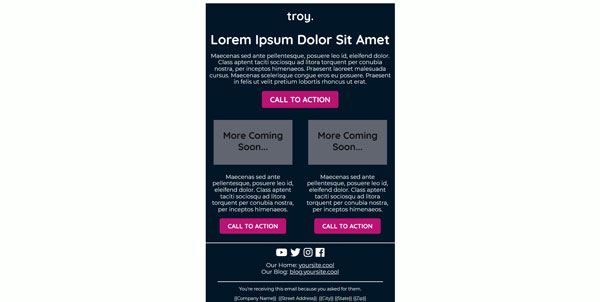 troy.
Lorem Ipsum Dolor Sit Amet
Maecenas sed ante pellentesque, posuere leo id, eleifend dolor.
Class aptent taciti sociosqu ad litora torquent per conubia
nostra, per inceptos himenaeos. Praesent laoreet malesuada
cursus. Maecenas scelerisque congue eros eu posuere. Praesent
in felis ut velit pretium lobortis rhoncus ut erat.
CALL TO ACTION
More Coming
Soon...
Maecenas sed ante
pellentesque, posuere leo id,
eleifend dolor. Class aptent
taciti sociosqu ad litora
torquent per conubia nostra,
per inceptos himenaeos.
CALL TO ACTION
More Coming
Soon...
Maecenas sed ante
pellentesque, posuere leo id,
eleifend dolor. Class aptent
taciti sociosqu ad litora
torquent per conubia nostra,
per inceptos himenaeos.
CALL TO ACTION
Our Home: yoursite.cool
Our Blog: blog.yoursite.cool
You're receiving this email because you asked for them.
{{Company Name}} {{Street Address}} {{City}} {{State}} {{Zip}}